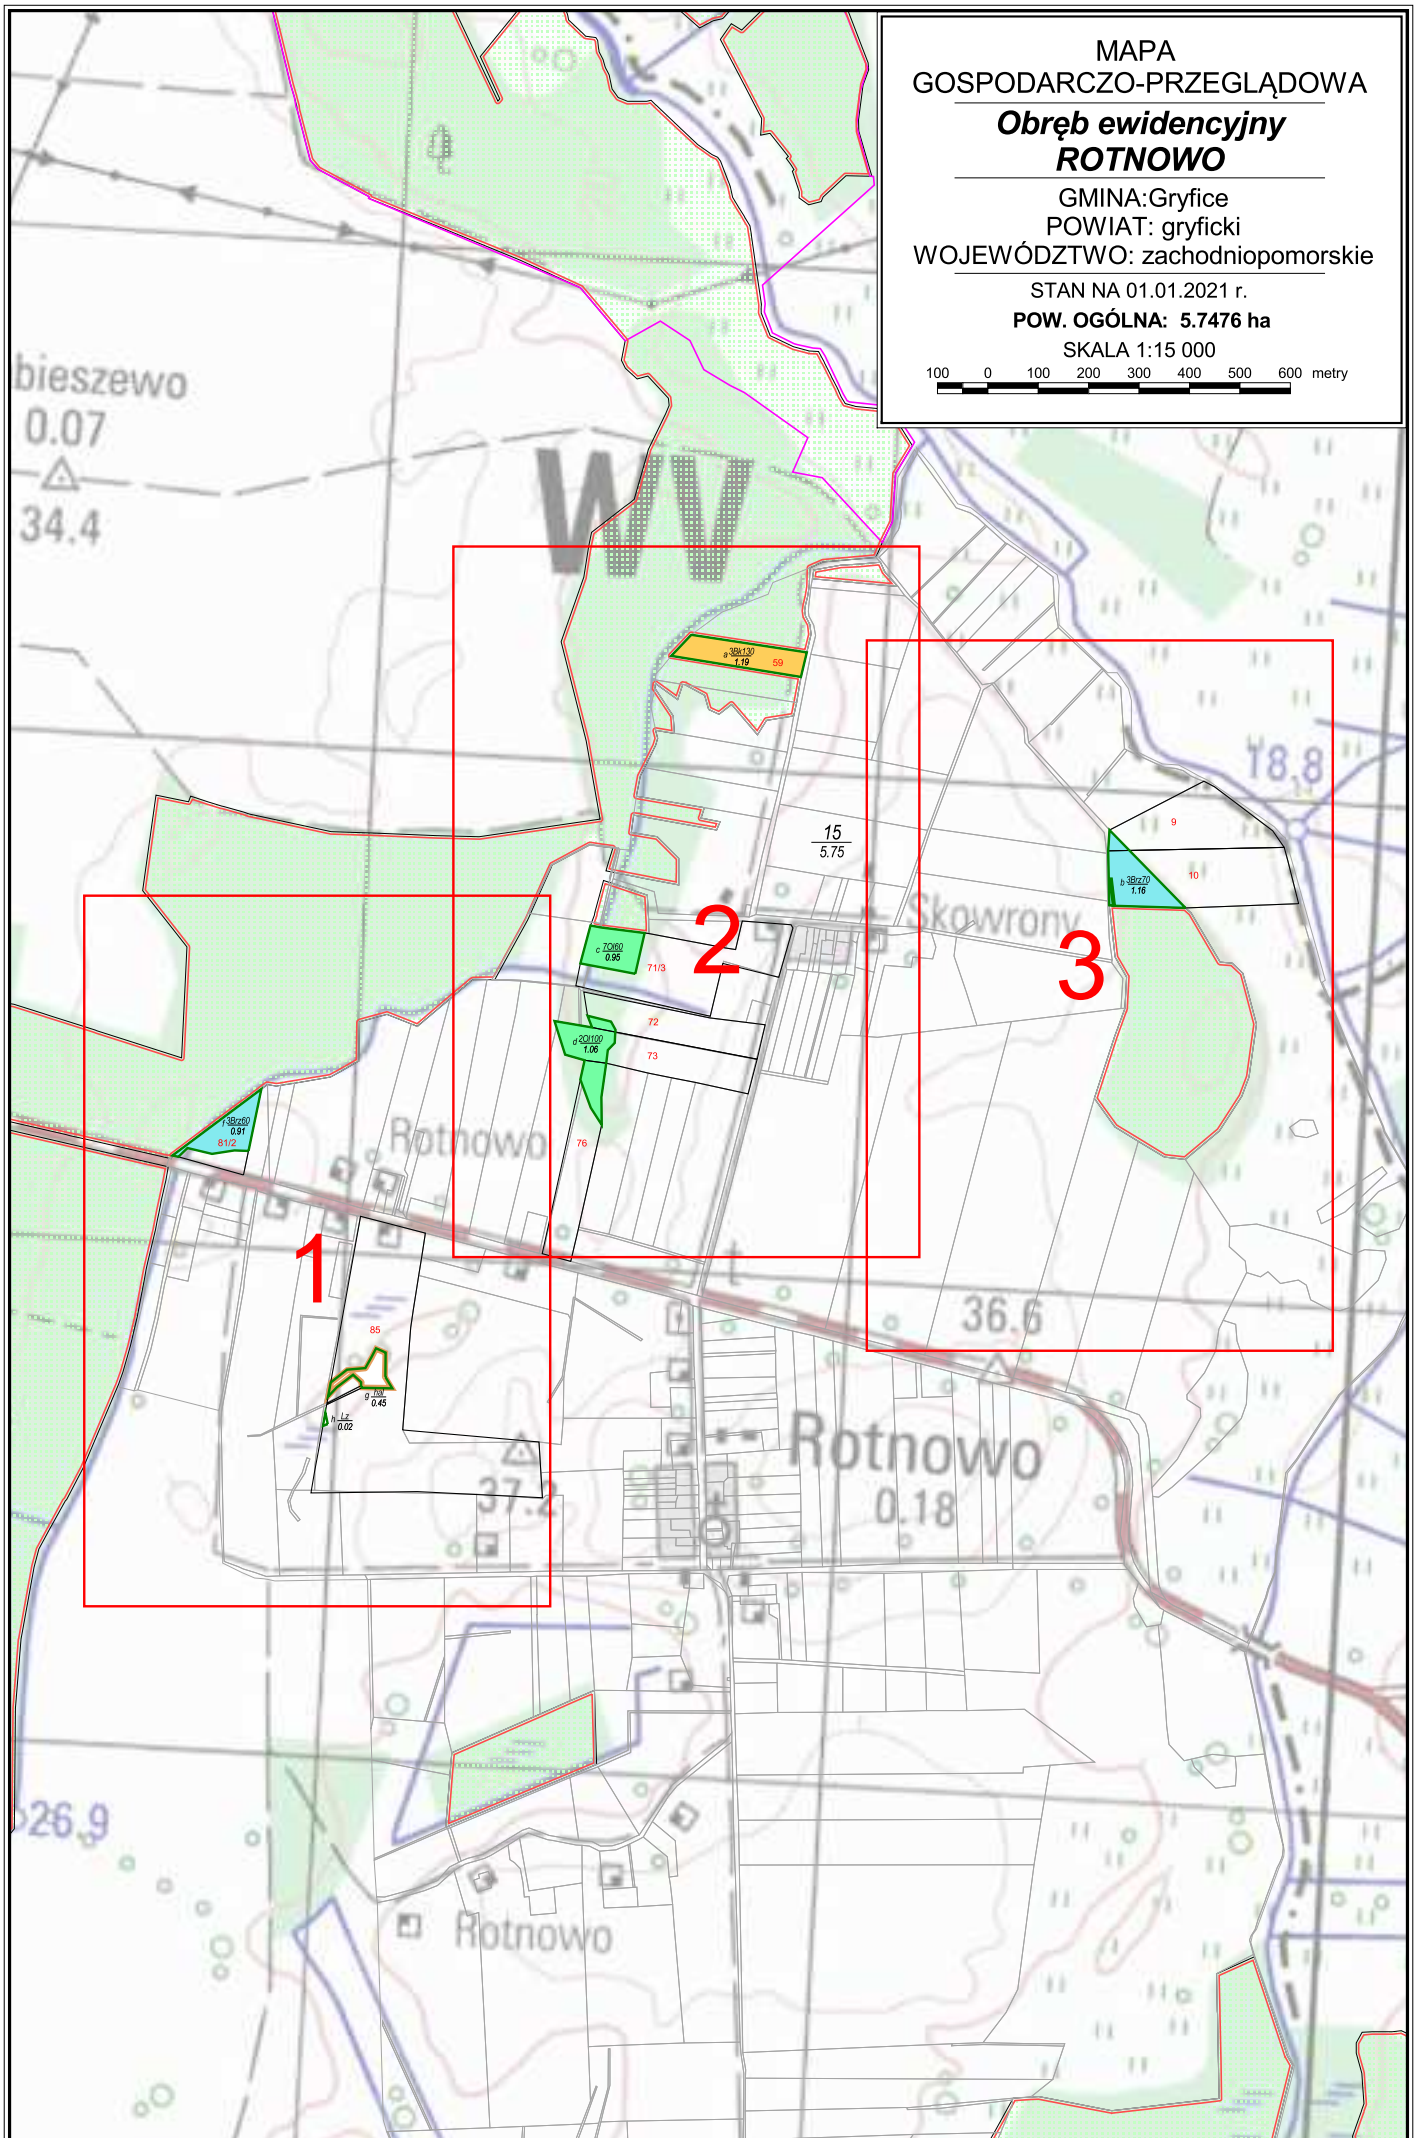 MAPA
GOSPODARCZO-PRZEGLĄDOWA
Obręb ewidencyjny
ROTNOWO
GMINA:Gryfice
POWIAT: gryficki
WOJEWÓDZTWO: zachodniopomorskie
STAN NA 01.01.2021 r.
POW. OGÓLNA: 5.7476 ha
SKALA 1:15 000
100 0 100 200 300 400 500 600 metry
bieszewo
0.07
34.4
W
a 3Bk130
1.19
59
18.8
15
5.75
9
10
b 3Brz70
1.16
Skowrony
2
3
c 7Ol60
0.95
71/3
72
d 2Ol100
1.06
73
76
f 3Brz60
0.91
81/2
Rotnowo
1
85
g hal
0.45
h Lz
0.02
36.6
Rotnowo
0.18
37.2
26.9
Rotnowo